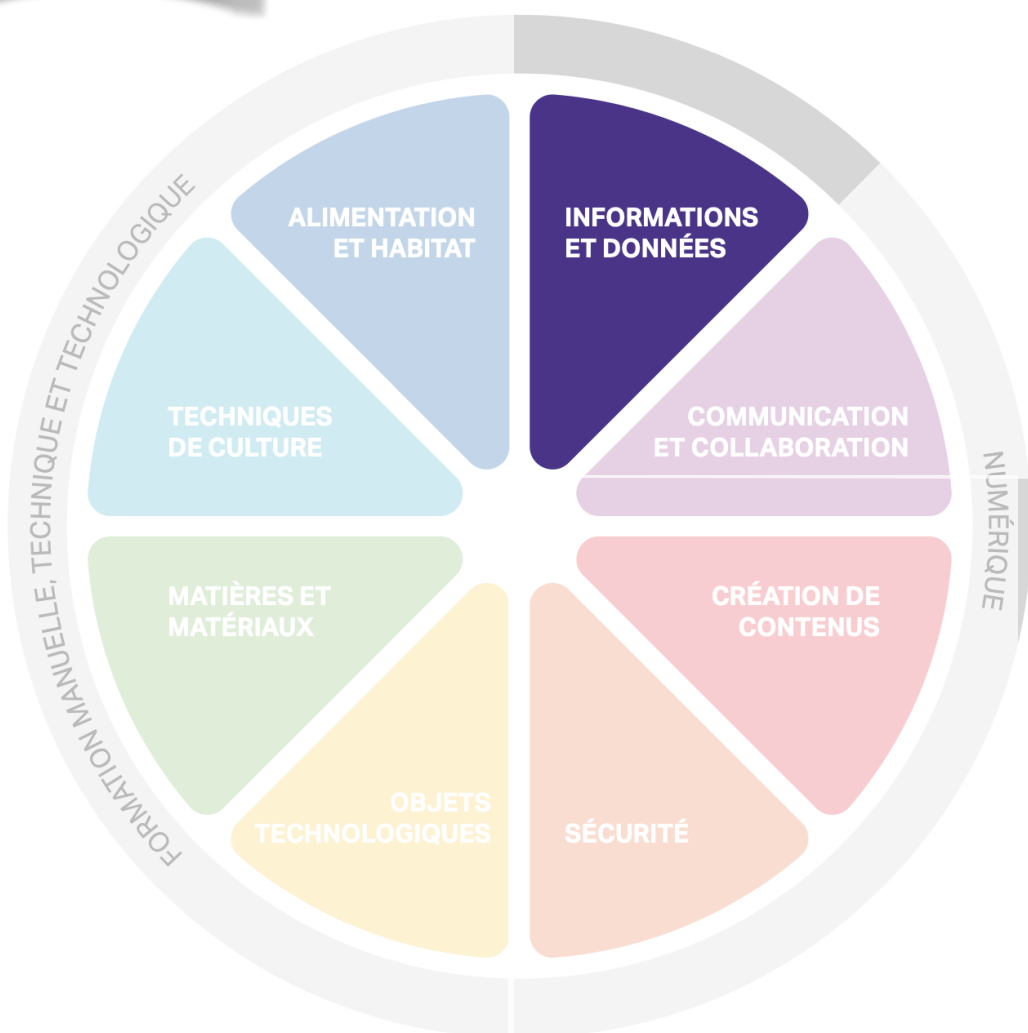 ALIMENTATION
ET HABITAT
INFORMATIONS
ET DONNÉES
TECHNIQUES
DE CULTURE
COMMUNICATION
ET COLLABORATION
MATIÈRES ET
MATÉRIAUX
CRÉATION DE
CONTENUS
OBJETS
TECHNOLOGIQUES
SÉCURITÉ
FORMATION MANUELLE, TECHNIQUE ET TECHNOLOGIQUE
NUMÉRIQUE